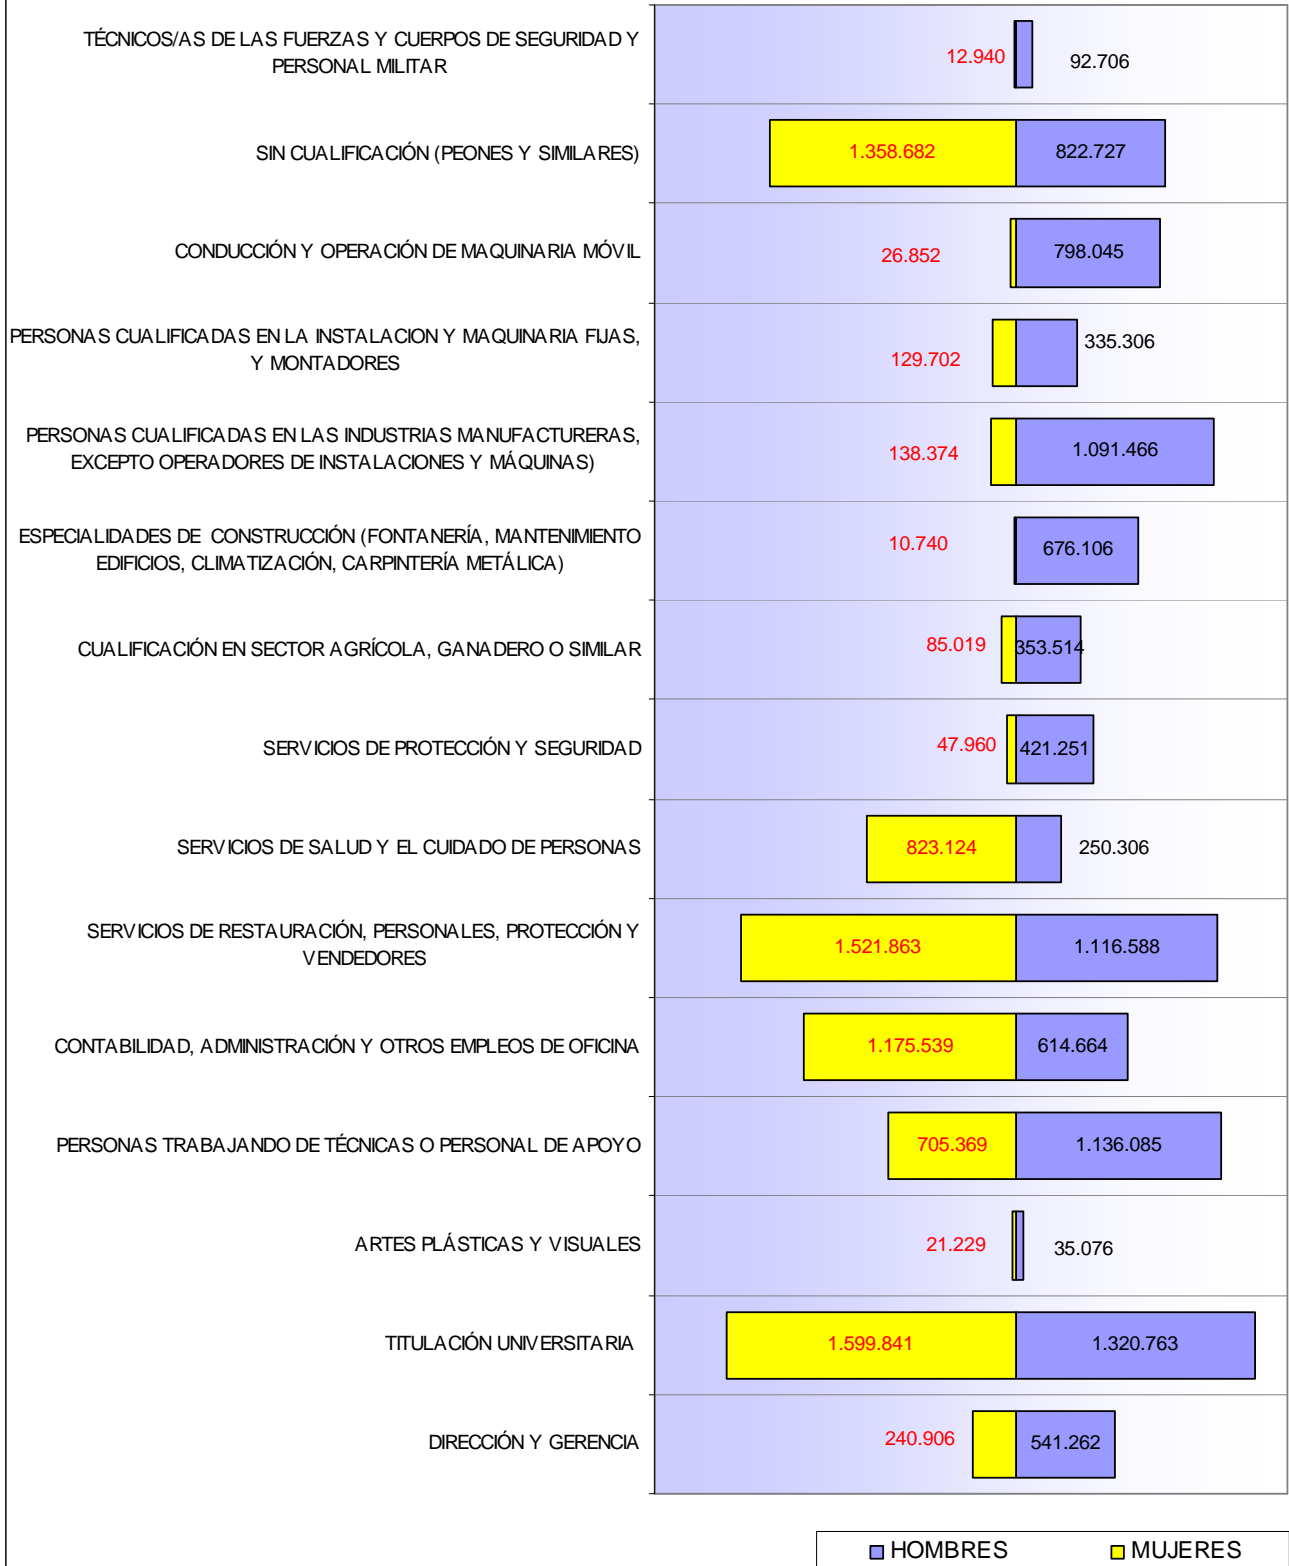 TÉCNICOS/AS DE LAS FUERZAS Y CUERPOS DE SEGURIDAD Y
PERSONAL MILITAR
12.940
92.706
SIN CUALIFICACIÓN (PEONES Y SIMILARES)
1.358.682
822.727
CONDUCCIÓN Y OPERACIÓN DE MAQUINARIA MÓVIL
26.852
798.045
PERSONAS CUALIFICADAS EN LA INSTALACION Y MAQUINARIA FIJAS,
Y MONTADORES
129.702
335.306
PERSONAS CUALIFICADAS EN LAS INDUSTRIAS MANUFACTURERAS,
EXCEPTO OPERADORES DE INSTALACIONES Y MÁQUINAS)
138.374
1.091.466
ESPECIALIDADES DE CONSTRUCCIÓN (FONTANERÍA, MANTENIMIENTO
EDIFICIOS, CLIMATIZACIÓN, CARPINTERÍA METÁLICA)
10.740
676.106
CUALIFICACIÓN EN SECTOR AGRÍCOLA, GANADERO O SIMILAR
85.019
353.514
SERVICIOS DE PROTECCIÓN Y SEGURIDAD
47.960
421.251
SERVICIOS DE SALUD Y EL CUIDADO DE PERSONAS
823.124
250.306
SERVICIOS DE RESTAURACIÓN, PERSONALES, PROTECCIÓN Y
VENDEDORES
1.521.863
1.116.588
CONTABILIDAD, ADMINISTRACIÓN Y OTROS EMPLEOS DE OFICINA
1.175.539
614.664
PERSONAS TRABAJANDO DE TÉCNICAS O PERSONAL DE APOYO
705.369
1.136.085
ARTES PLÁSTICAS Y VISUALES
21.229
35.076
TITULACIÓN UNIVERSITARIA
1.599.841
1.320.763
DIRECCIÓN Y GERENCIA
240.906
541.262
HOMBRES
MUJERES